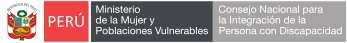 PERÚ
Ministerio
de la Mujer y
Poblaciones Vulnerables
Consejo Nacional para
la Integración de la
Persona con Discapacidad